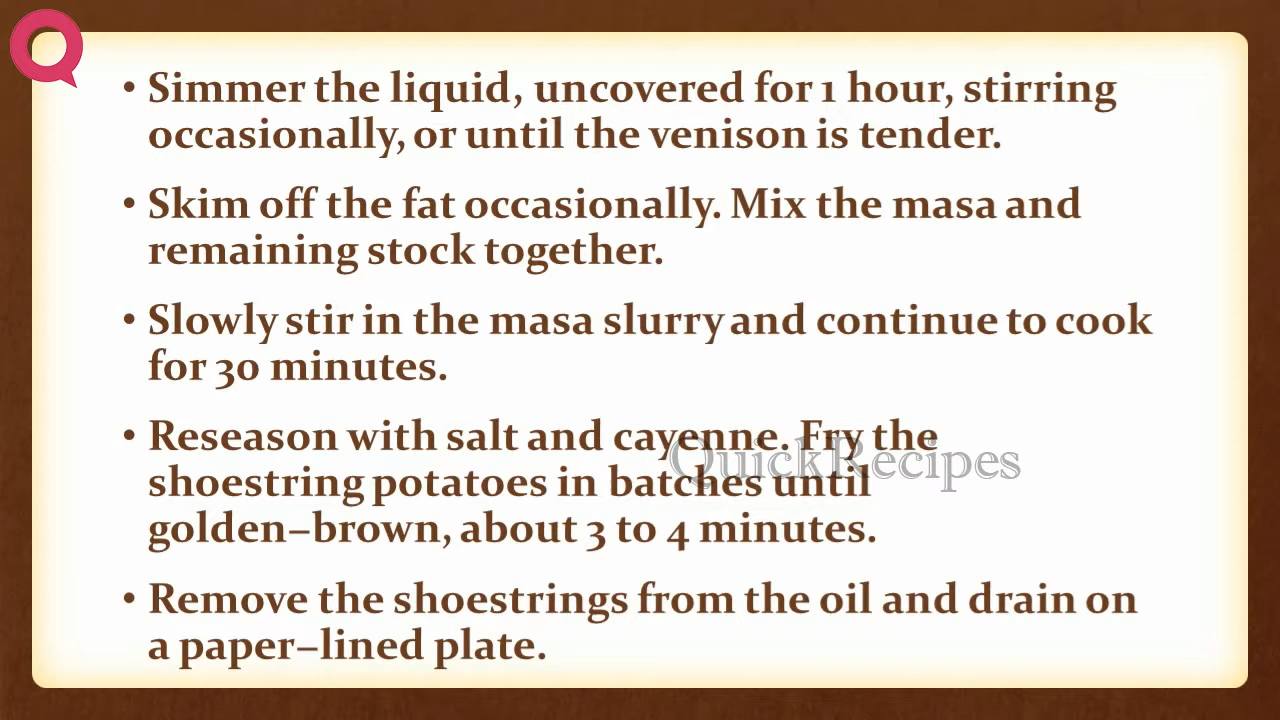 • Simmer the liquid, uncovered for 1 hour, stirring
occasionally, or until the venison is tender.
• Skim off the fat occasionally. Mix the masa and
remaining stock together.
• Slowly stir in the masa slurry and continue to cook
for 30 minutes.
• Reseason with salt and cayenne. Fry the
shoestring potatoes in batches until
golden–brown, about 3 to 4 minutes.
• Remove the shoestrings from the oil and drain on
a paper–lined plate.
QuickRecipes